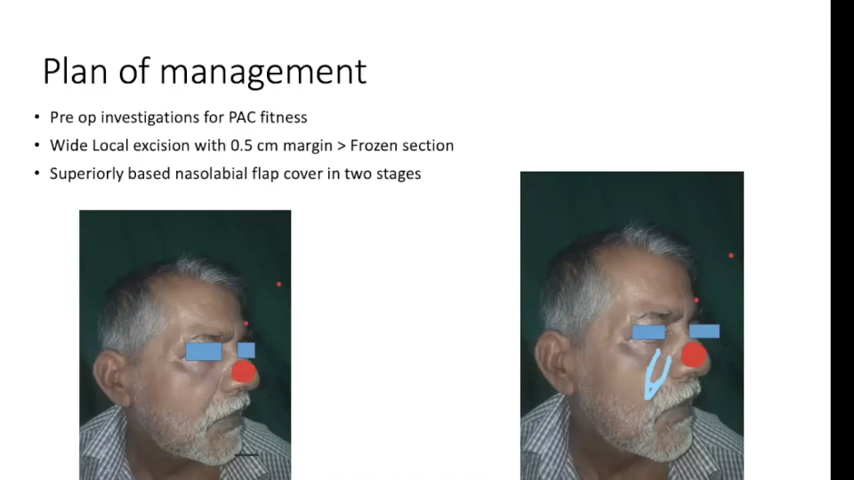 Plan of management
• Pre op investigations for PAC fitness
• Wide Local excision with 0.5 cm margin > Frozen section
• Superiorly based nasolabial flap cover in two stages